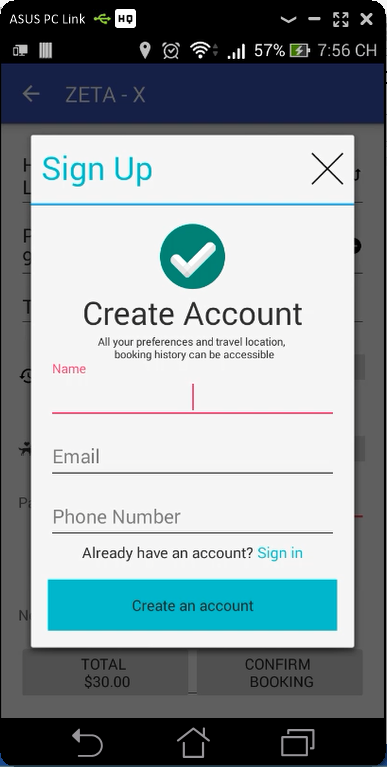 ASUS PC Link HQ
57% 7:56 CH
ZETA - X
Sign Up
Create Account
All your preferences and travel location,
booking history can be accessible
Name
Email
Phone Number
Already have an account? Sign in
Create an account
TOTAL
$30.00
CONFIRM
BOOKING